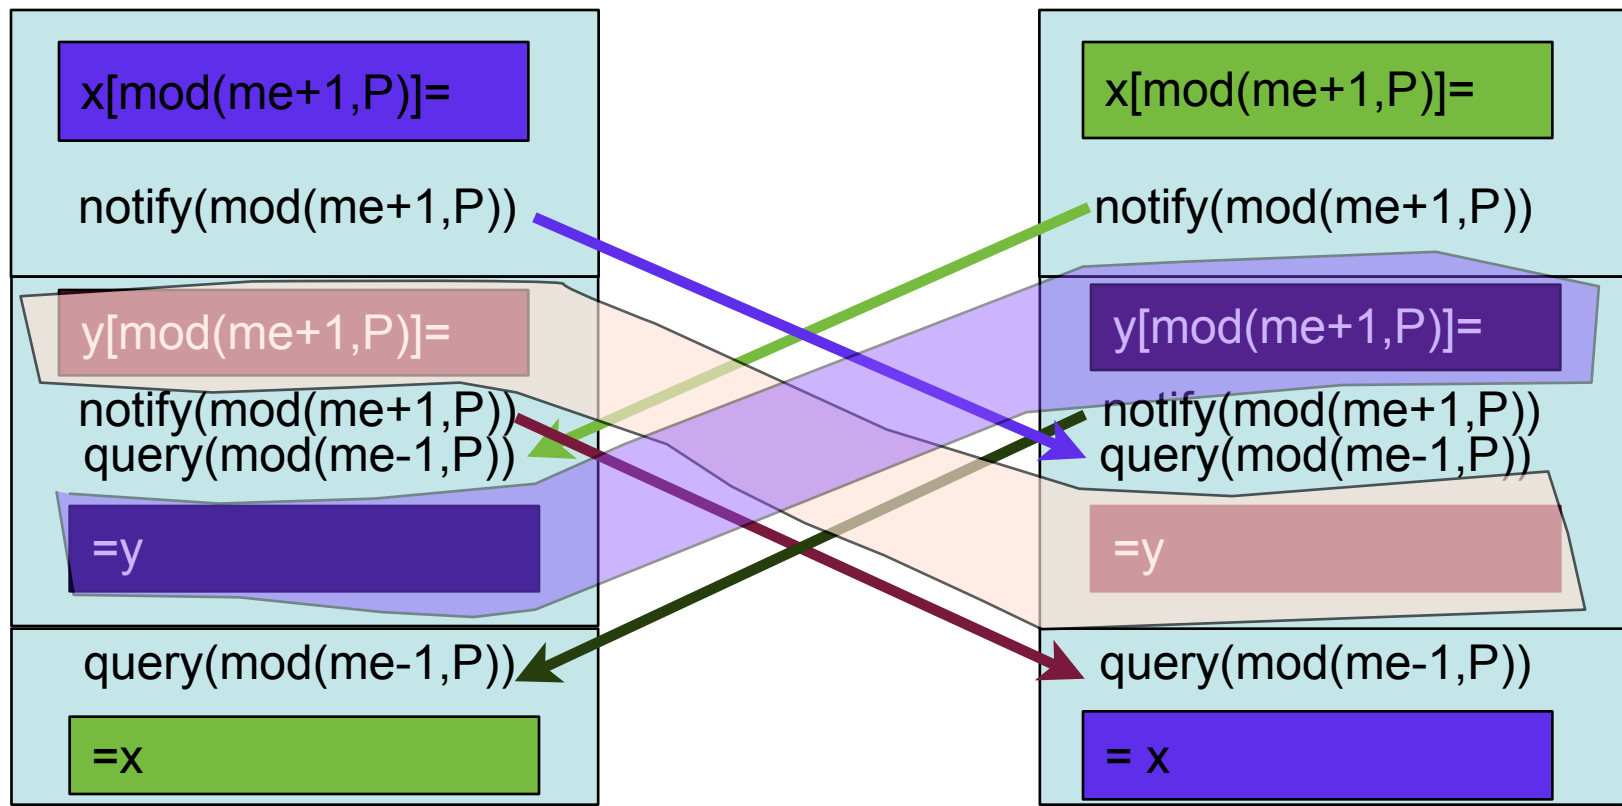 x[mod(me+1,P)]=
notify(mod(me+1,P))
y[mod(me+1,P)]=
notify(mod(me+1,P))
query(mod(me-1,P))
=y
query(mod(me-1,P))
=x
x[mod(me+1,P)]=
notify(mod(me+1,P))
y[mod(me+1,P)]=
notify(mod(me+1,P))
query(mod(me-1,P))
=y
query(mod(me-1,P))
= x